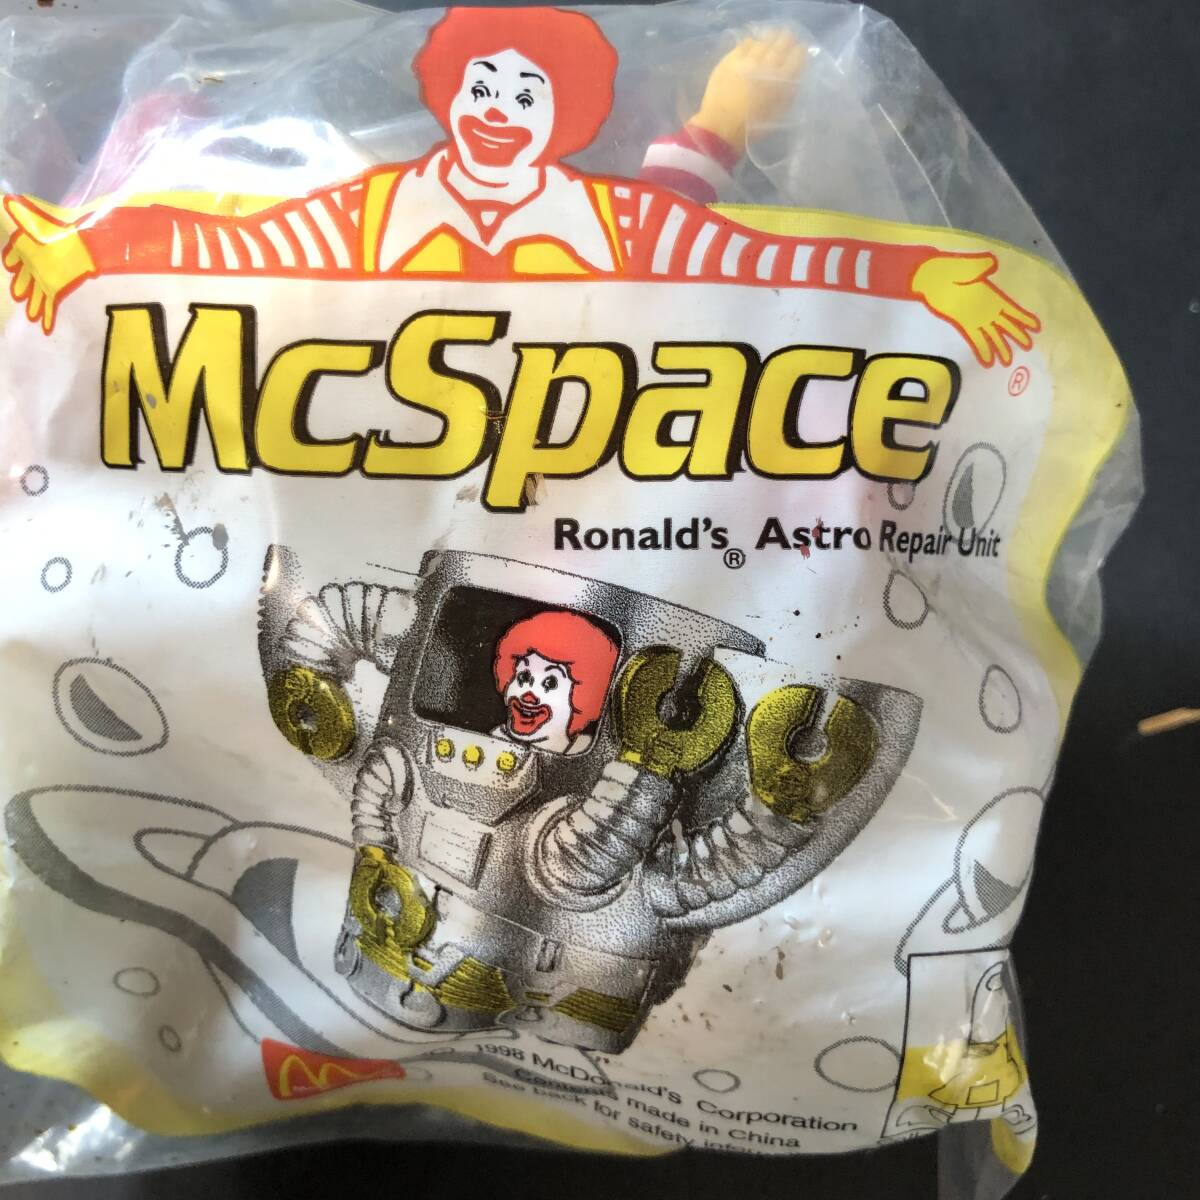 McSpace
®
Ronald's® Astro Repair Unit
1998 McDonald's Corporation
Contents made in China
See back for safety